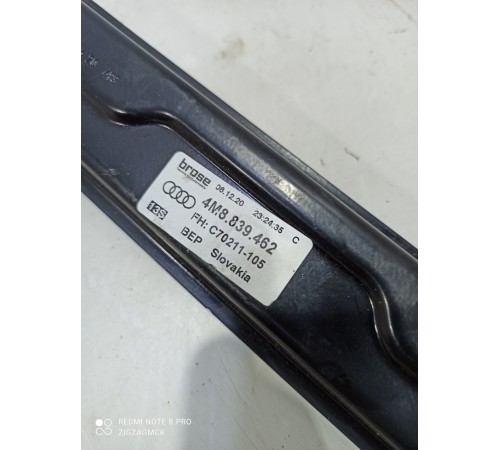 brose 06.12.20 23:24:35 C
4M8.839.462
13S FH: C70211-105
BEP Slovakia
REDMI NOTE 8 PRO
ZIGZAGMCK